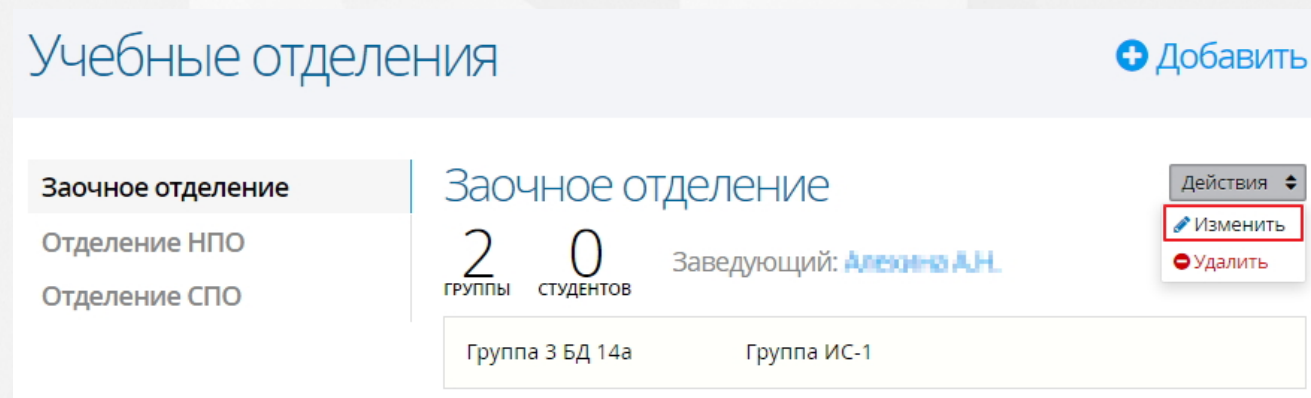 Учебные отделения
Добавить
Заочное отделение
Отделение НПО
Отделение СПО
Заочное отделение
Действия
Изменить
Удалить
2 0
ГРУППЫ СТУДЕНТОВ
Заведующий:
Группа 3 БД 14а Группа ИС-1